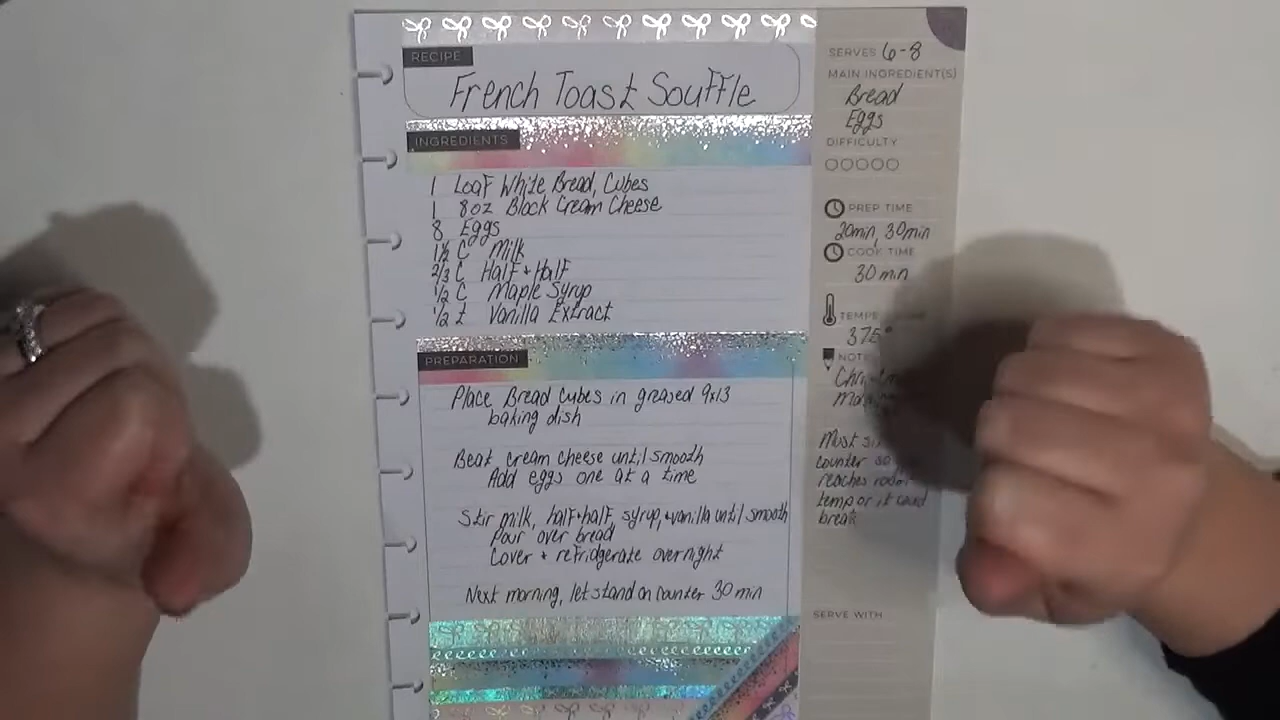 RECIPE
French Toast Souffle
INGREDIENTS
1 Loaf White Bread, Cubes
1 8oz Block Cream Cheese
8 Eggs
1½ C Milk
2/3 C Half + Half
½ C Maple Syrup
½ t Vanilla Extract
PREPARATION
Place Bread Cubes in greased 9x13
baking dish
Beat cream cheese until smooth
Add eggs one at a time
Stir milk, half+half, syrup, +vanilla until smooth
Pour over bread
Cover + refridgerate overnight
Next morning, let stand on counter 30 min
SERVES 6-8
MAIN INGREDIENT(S)
Bread
Eggs
DIFFICULTY
PREP TIME
20min, 30min
COOK TIME
30 min
375°
Must
counter so
reaches room
temp or it could
break
SERVE WITH